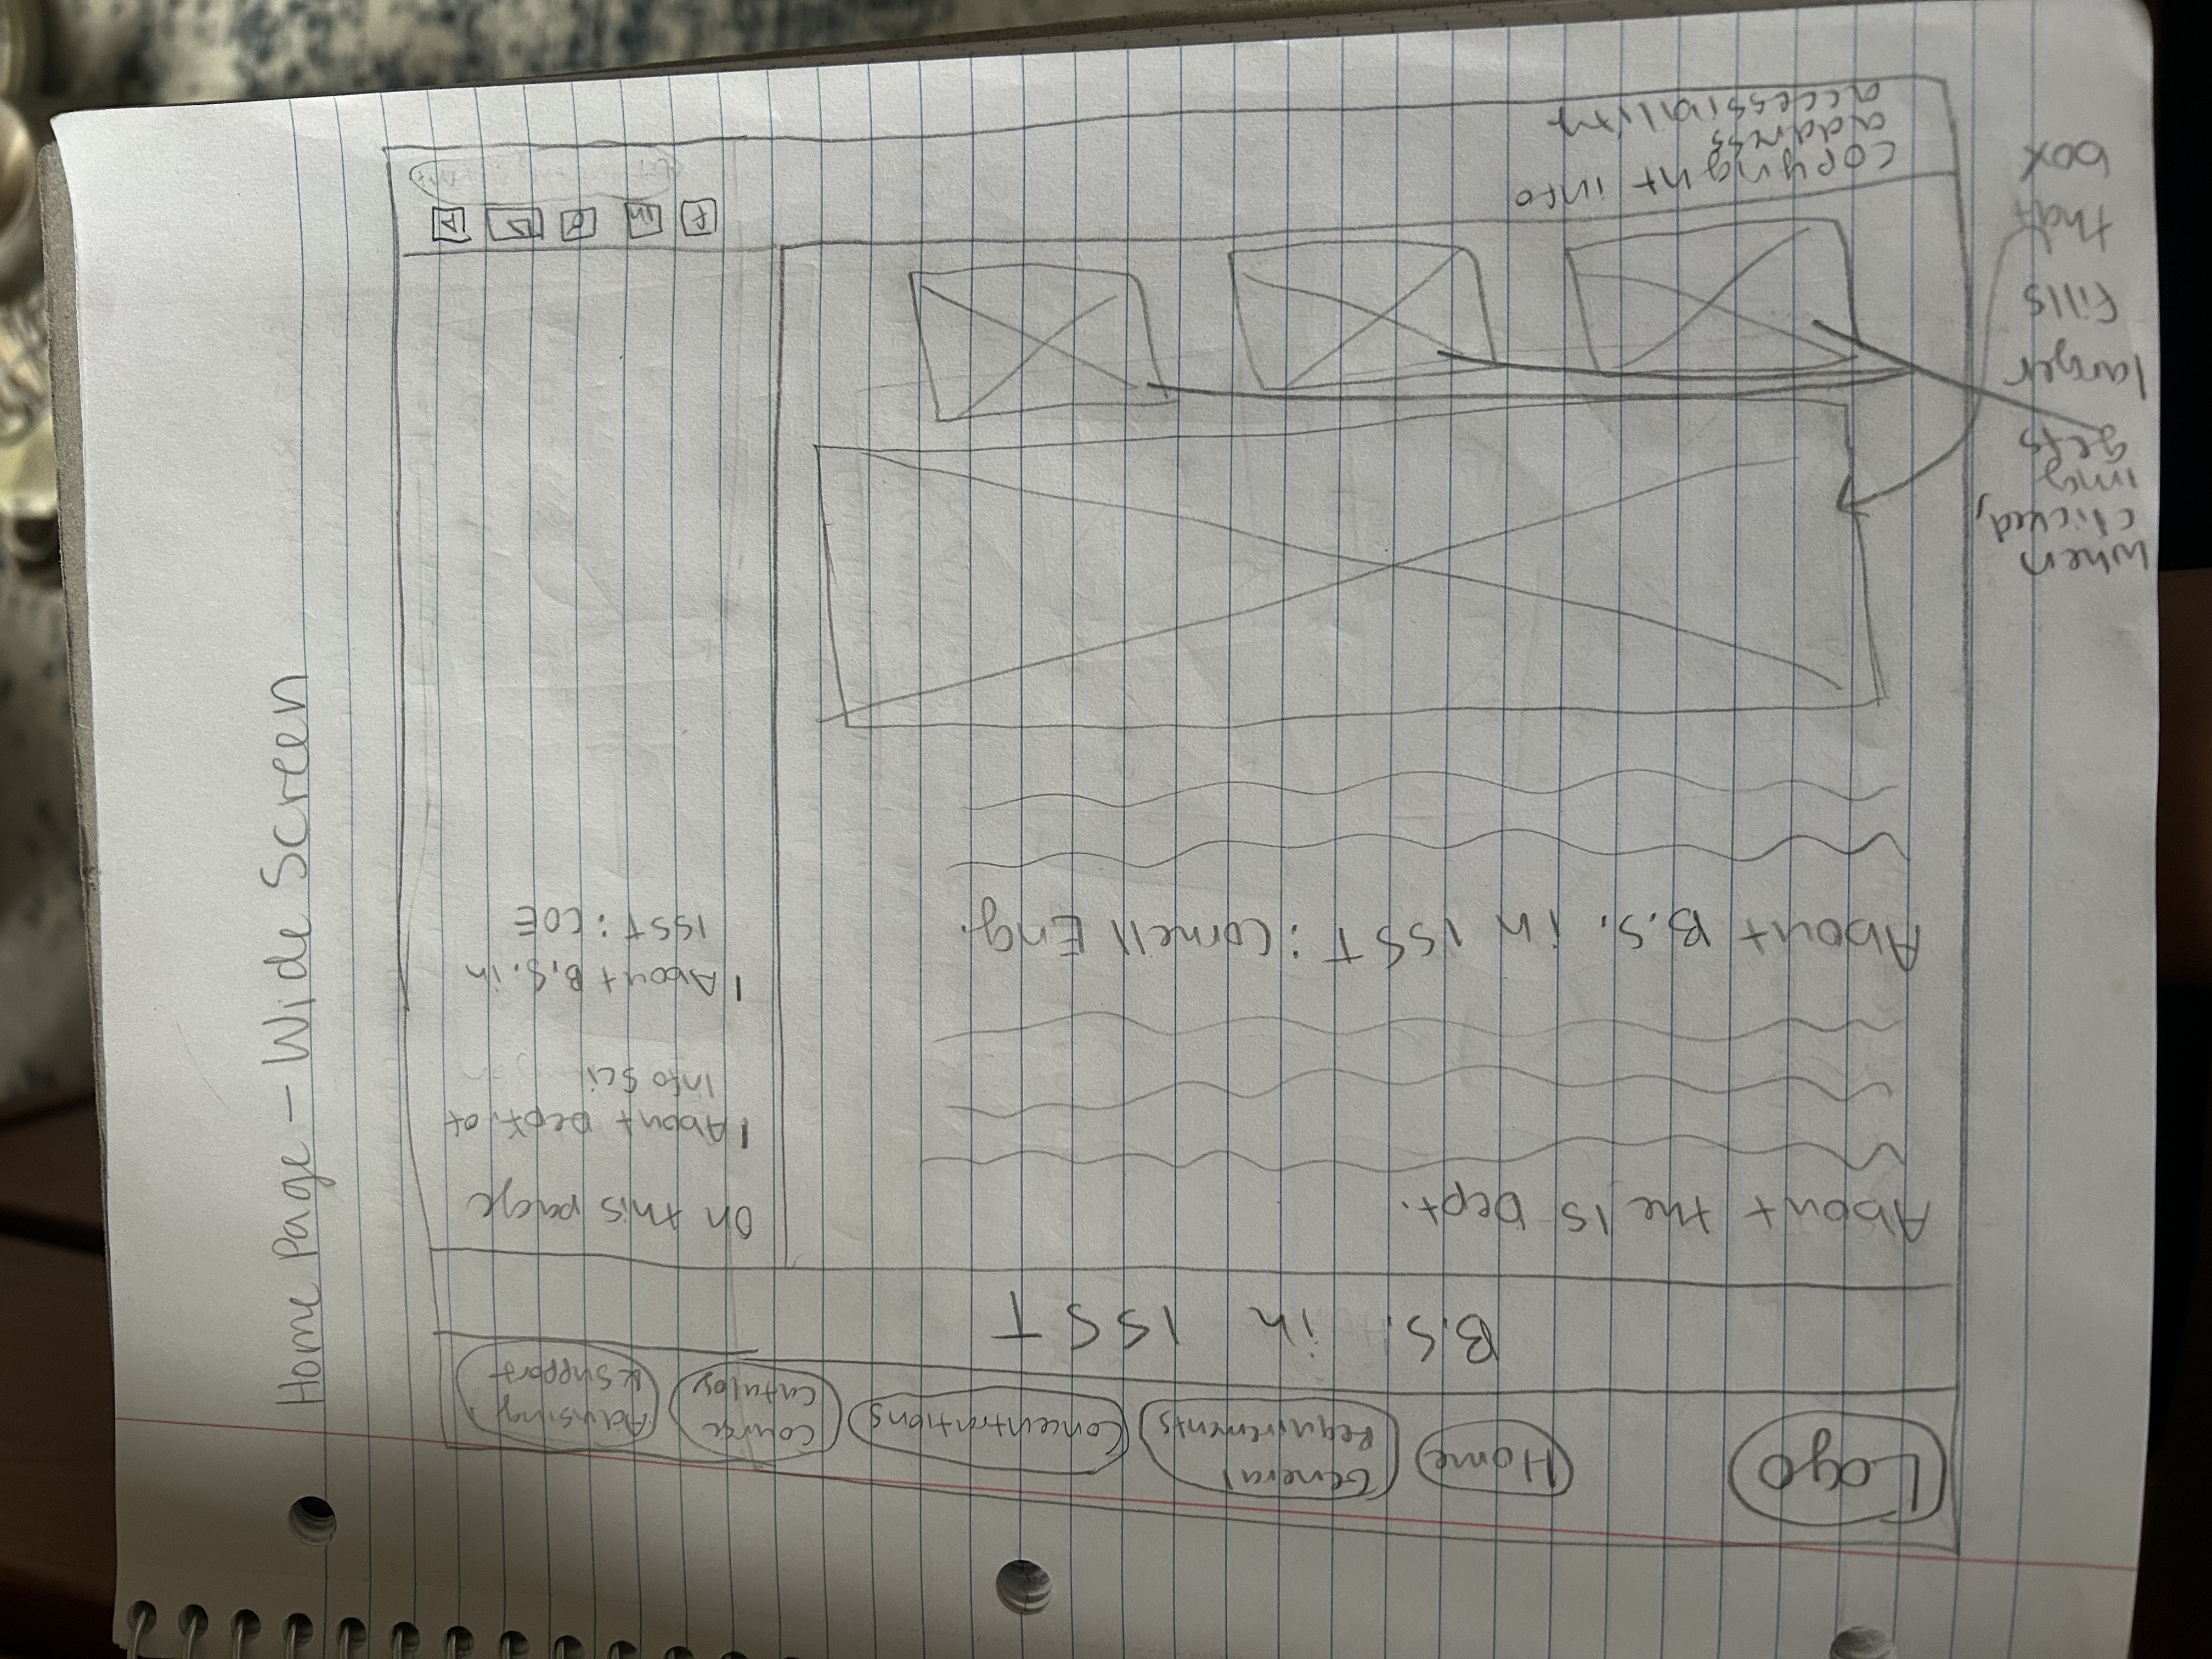 Home Page - Wide Screen
Logo
Home
General
Requirements
Concentrations
Course
Catalog
Advising
& Support
B.S. in ISST
About the IS Dept.
About B.S. in ISST : Cornell Eng.
On this page
About Dept. of
Info Sci
About B.S. in
ISST : COE
when
clicked,
img
gets
larger
fills
that
box
copyright info
address
accessibility
f
in